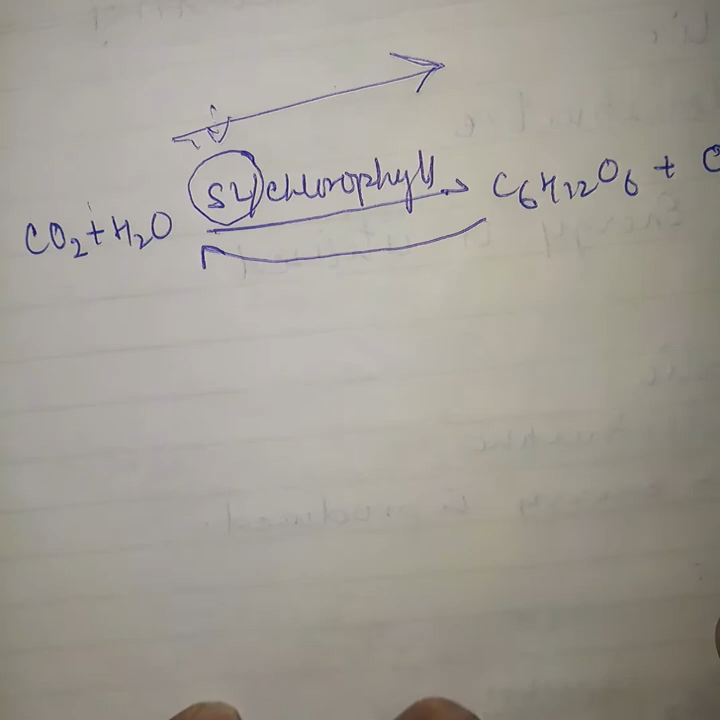 SL chlorophyll
CO₂ + H₂O → C₆H₁₂O₆ +